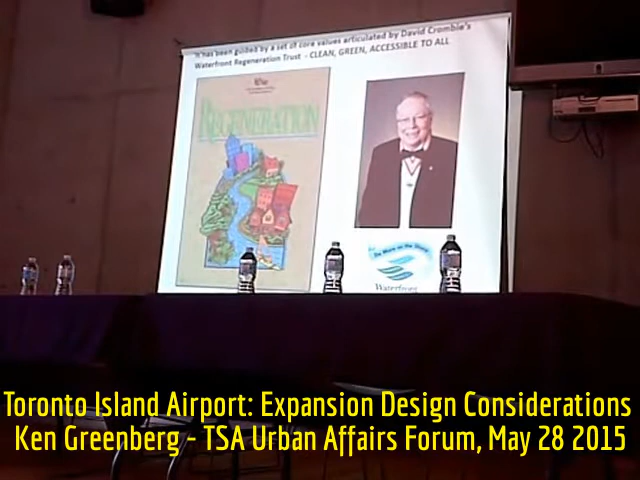 It has been guided by a set of core values articulated by David Crombie's
Waterfront Regeneration Trust - CLEAN, GREEN, ACCESSIBLE TO ALL
REGENERATION
Waterfront
Toronto Island Airport: Expansion Design Considerations
Ken Greenberg - TSA Urban Affairs Forum, May 28 2015